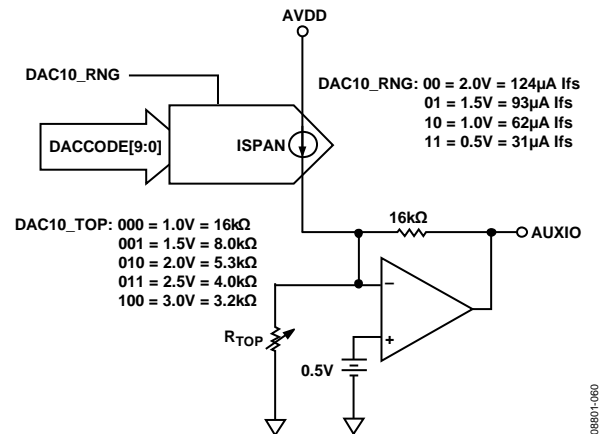 AVDD
DAC10_RNG
DAC10_RNG: 00 = 2.0V = 124µA Ifs
01 = 1.5V = 93µA Ifs
10 = 1.0V = 62µA Ifs
11 = 0.5V = 31µA Ifs
DACCODE[9:0]
ISPAN
DAC10_TOP: 000 = 1.0V = 16kΩ
001 = 1.5V = 8.0kΩ
010 = 2.0V = 5.3kΩ
011 = 2.5V = 4.0kΩ
100 = 3.0V = 3.2kΩ
16kΩ
AUXIO
–
+
RTOP
0.5V
08801-060